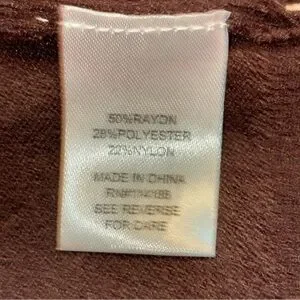 50%RAYON
28%POLYESTER
22%NYLON
MADE IN CHINA
SEE REVERSE
FOR CARE